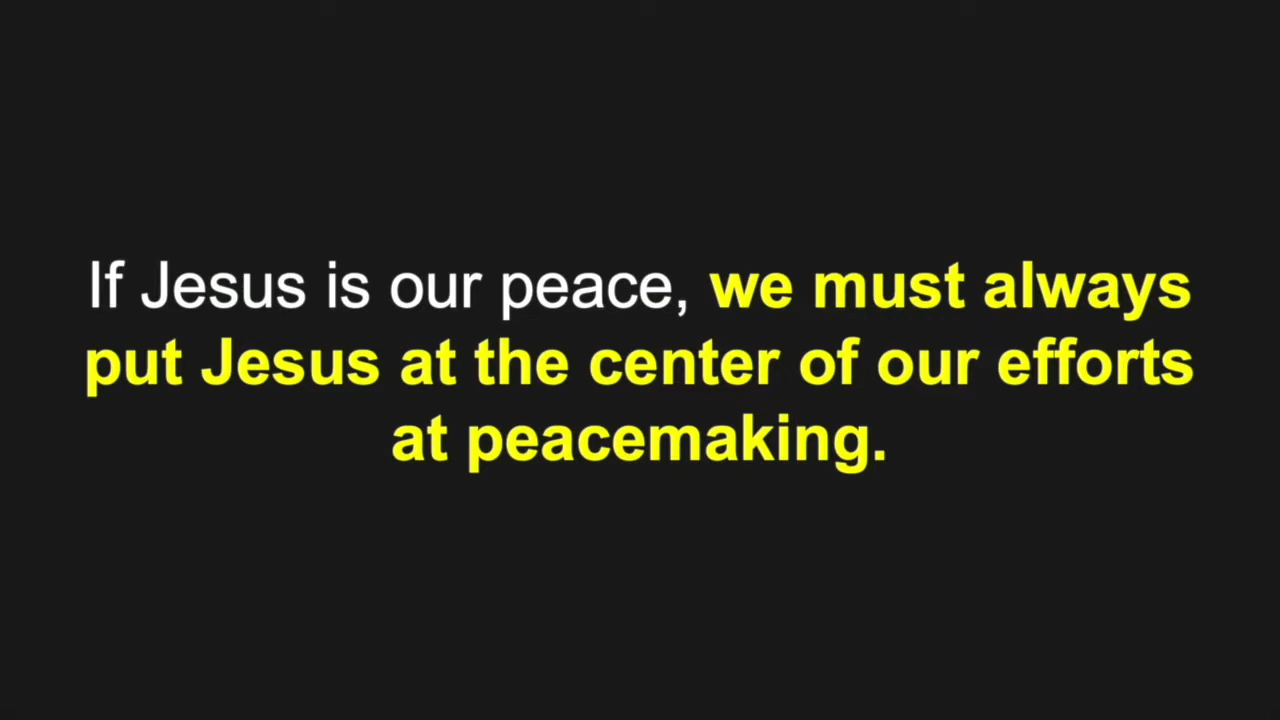 If Jesus is our peace, we must always
put Jesus at the center of our efforts
at peacemaking.